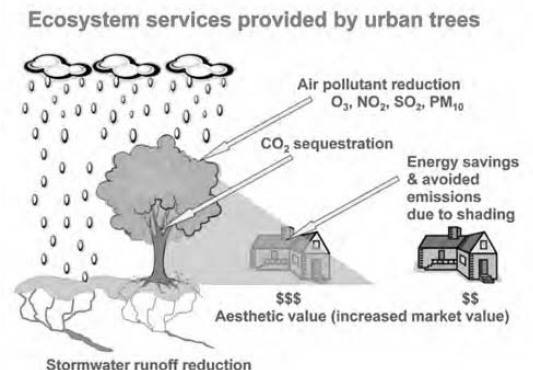 Ecosystem services provided by urban trees
Air pollutant reduction
O₃, NO₂, SO₂, PM₁₀
CO₂ sequestration
Energy savings
& avoided
emissions
due to shading
$$$
$$
Aesthetic value (increased market value)
Stormwater runoff reduction